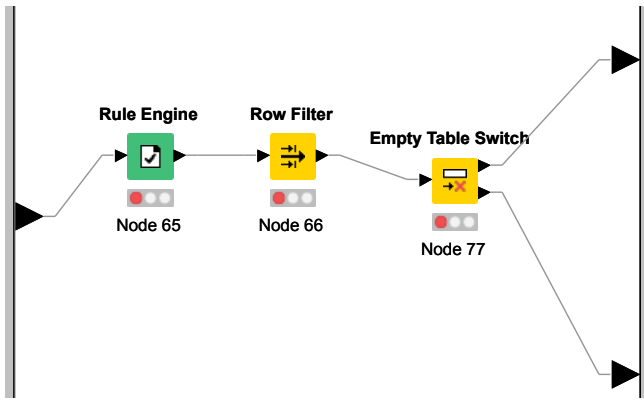 Rule Engine
Row Filter
Empty Table Switch
Node 65
Node 66
Node 77